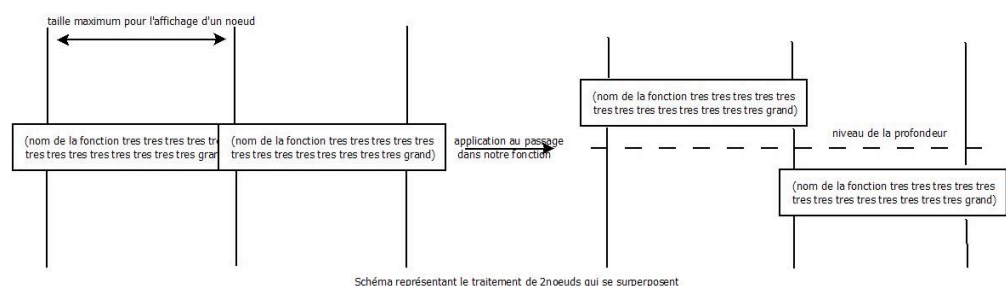 taille maximum pour l'affichage d'un noeud
(nom de la fonction tres tres tres tres tre
tres tres tres tres tres tres tres tres gran
(nom de la fonction tres tres tres tres tres
tres tres tres tres tres tres tres tres grand)
application au passage
dans notre fonction
(nom de la fonction tres tres tres tres tres
tres tres tres tres tres tres tres tres grand)
niveau de la profondeur
(nom de la fonction tres tres tres tres tres
tres tres tres tres tres tres tres tres grand)
Schéma représentant le traitement de 2noeuds qui se surperposent